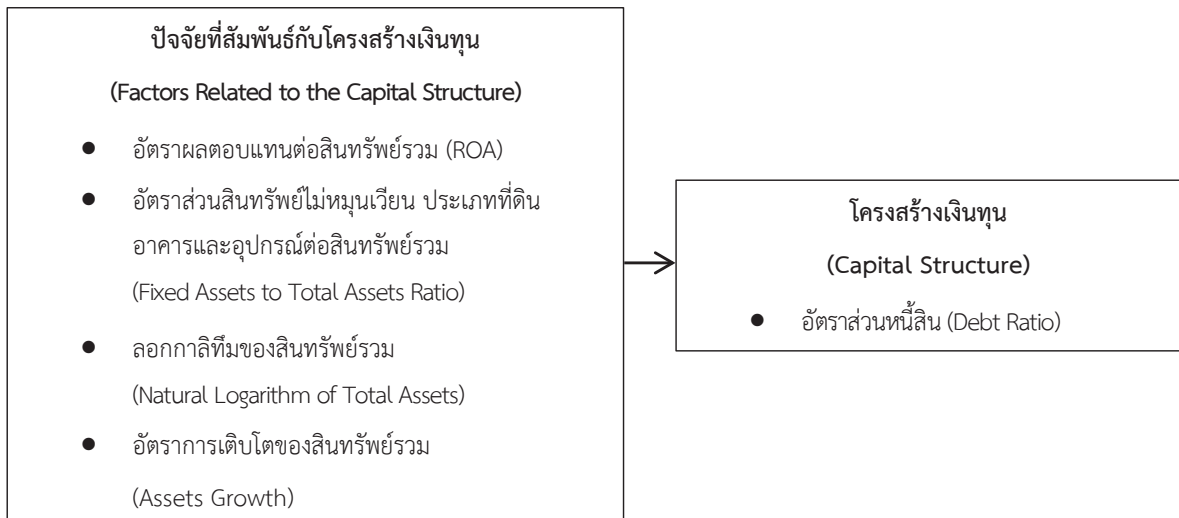 ปัจจัยที่สัมพันธ์กับโครงสร้างเงินทุน
(Factors Related to the Capital Structure)
● อัตราผลตอบแทนต่อสินทรัพย์รวม (ROA)
● อัตราส่วนสินทรัพย์ไม่หมุนเวียน ประเภทที่ดิน
อาคารและอุปกรณ์ต่อสินทรัพย์รวม
(Fixed Assets to Total Assets Ratio)
● ลอกกาลิทึมของสินทรัพย์รวม
(Natural Logarithm of Total Assets)
● อัตราการเติบโตของสินทรัพย์รวม
(Assets Growth)
โครงสร้างเงินทุน
(Capital Structure)
● อัตราส่วนหนี้สิน (Debt Ratio)